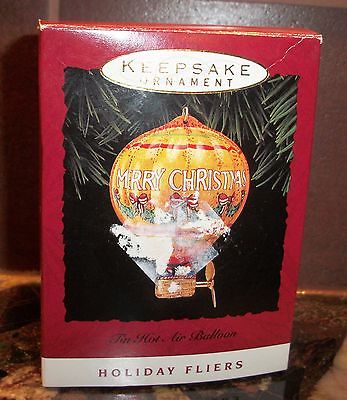 KEEPSAKE
ORNAMENT
MERRY CHRISTMAS
Tin Hot Air Balloon
HOLIDAY FLIERS